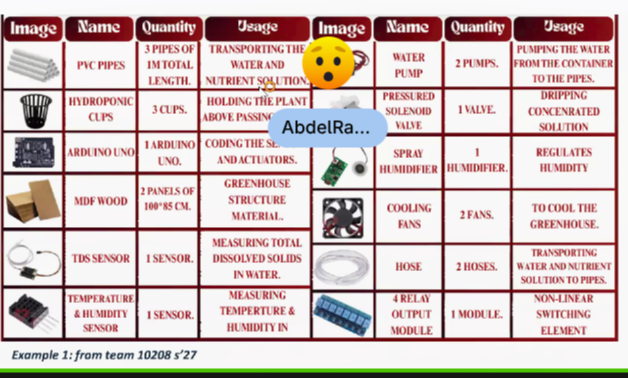 Image Name Quantity Usage
PVC PIPES
3 PIPES OF
1M TOTAL
LENGTH.
TRANSPORTING THE
WATER AND
NUTRIENT SOLUTION.
HYDROPONIC
CUPS
3 CUPS.
HOLDING THE PLANT
ABOVE PASSING
ARDUINO UNO
1 ARDUINO
UNO.
CODING THE
AND ACTUATORS.
MDF WOOD
2 PANELS OF
100*85 CM.
GREENHOUSE
STRUCTURE
MATERIAL.
TDS SENSOR
1 SENSOR.
MEASURING TOTAL
DISSOLVED SOLIDS
IN WATER.
TEMPERATURE
& HUMIDITY
SENSOR
1 SENSOR.
MEASURING
TEMPERTURE &
HUMIDITY IN
Image Name Quantity Usage
WATER
PUMP
2 PUMPS.
PUMPING THE WATER
FROM THE CONTAINER
TO THE PIPES.
PRESSURED
SOLENOID
VALVE
1 VALVE.
DRIPPING
CONCENRATED
SOLUTION
SPRAY
HUMIDIFIER
1
HUMIDIFIER.
REGULATES
HUMIDITY
COOLING
FANS
2 FANS.
TO COOL THE
GREENHOUSE.
HOSE
2 HOSES.
TRANSPORTING
WATER AND NUTRIENT
SOLUTION TO PIPES.
4 RELAY
OUTPUT
MODULE
1 MODULE.
NON-LINEAR
SWITCHING
ELEMENT
AbdelRa...
Example 1: from team 10208 s'27